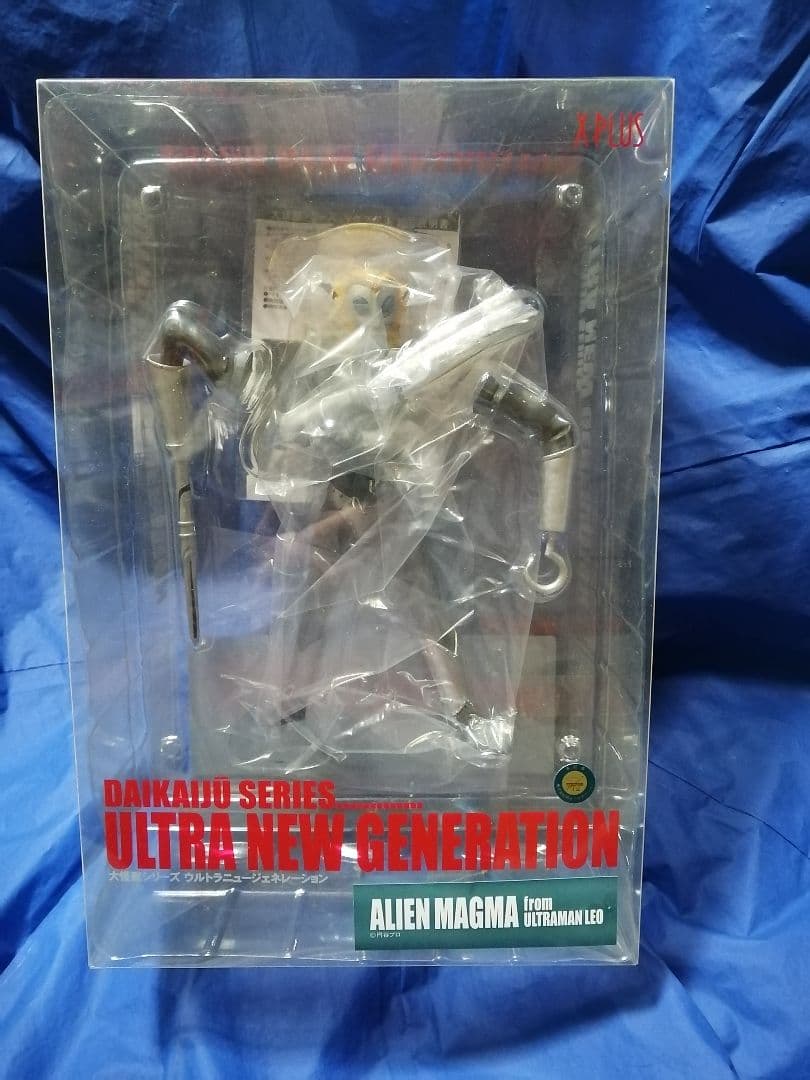 X PLUS
DAIKAIJŪ SERIES............
ULTRA NEW GENERATION
大怪獣シリーズ ウルトラニュージェネレーション
ALIEN MAGMA from
ULTRAMAN LEO
©円谷プロ